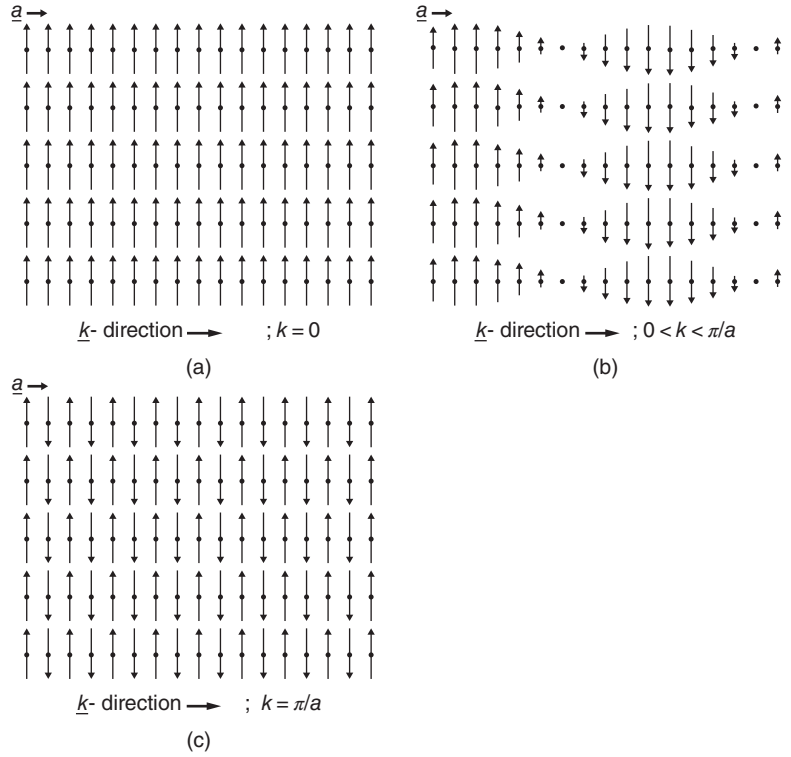 a
a
k- direction ; k = 0
k- direction ; 0 < k < π/a
(a)
(b)
a
k- direction ; k = π/a
(c)